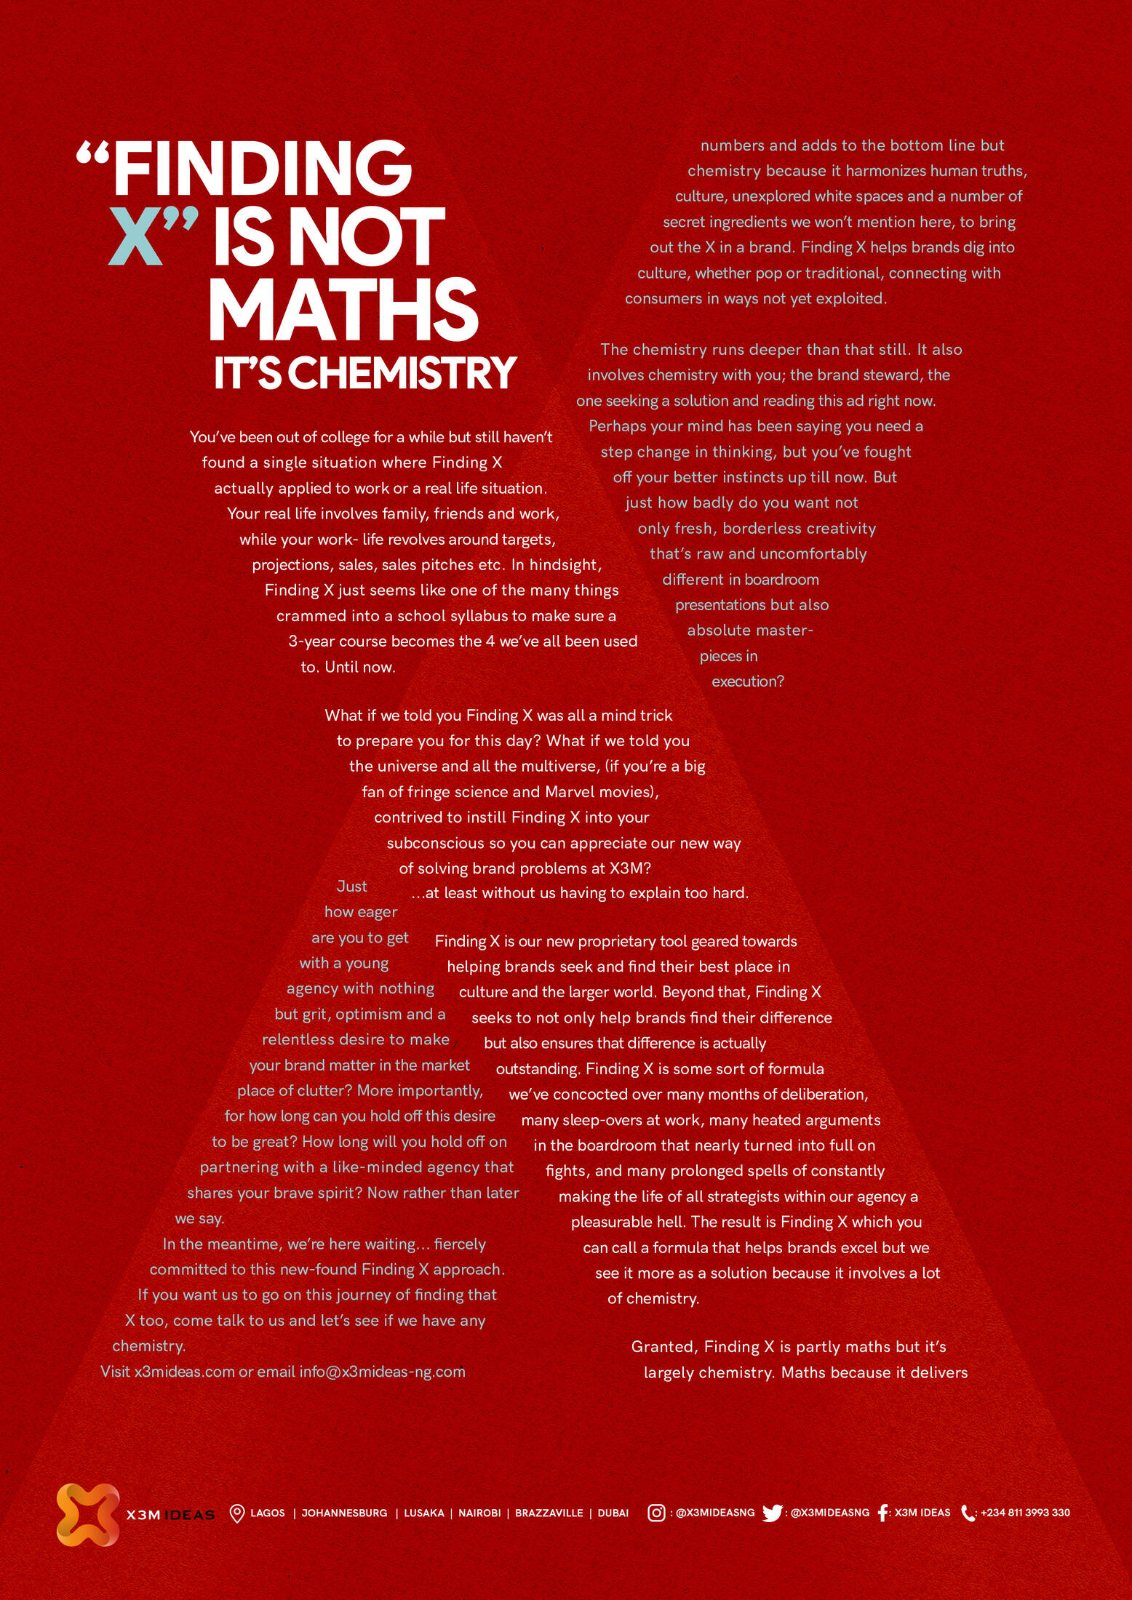 “FINDING
X” IS NOT
MATHS
IT’S CHEMISTRY
You’ve been out of college for a while but still haven’t
found a single situation where Finding X
actually applied to work or a real life situation.
Your real life involves family, friends and work,
while your work- life revolves around targets,
projections, sales, sales pitches etc. In hindsight,
Finding X just seems like one of the many things
crammed into a school syllabus to make sure a
3-year course becomes the 4 we’ve all been used
to. Until now.
What if we told you Finding X was all a mind trick
to prepare you for this day? What if we told you
the universe and all the multiverse, (if you’re a big
fan of fringe science and Marvel movies),
contrived to instill Finding X into your
subconscious so you can appreciate our new way
of solving brand problems at X3M?
...at least without us having to explain too hard.
Finding X is our new proprietary tool geared towards
helping brands seek and find their best place in
culture and the larger world. Beyond that, Finding X
seeks to not only help brands find their difference
but also ensures that difference is actually
outstanding. Finding X is some sort of formula
we’ve concocted over many months of deliberation,
many sleep-overs at work, many heated arguments
in the boardroom that nearly turned into full on
fights, and many prolonged spells of constantly
making the life of all strategists within our agency a
pleasurable hell. The result is Finding X which you
can call a formula that helps brands excel but we
see it more as a solution because it involves a lot
of chemistry.
Granted, Finding X is partly maths but it’s
largely chemistry. Maths because it delivers
numbers and adds to the bottom line but
chemistry because it harmonizes human truths,
culture, unexplored white spaces and a number of
secret ingredients we won’t mention here, to bring
out the X in a brand. Finding X helps brands dig into
culture, whether pop or traditional, connecting with
consumers in ways not yet exploited.
The chemistry runs deeper than that still. It also
involves chemistry with you; the brand steward, the
one seeking a solution and reading this ad right now.
Perhaps your mind has been saying you need a
step change in thinking, but you’ve fought
off your better instincts up till now. But
just how badly do you want not
only fresh, borderless creativity
that’s raw and uncomfortably
different in boardroom
presentations but also
absolute master-
pieces in
execution?
Just
how eager
are you to get
with a young
agency with nothing
but grit, optimism and a
relentless desire to make
your brand matter in the market
place of clutter? More importantly,
for how long can you hold off this desire
to be great? How long will you hold off on
partnering with a like-minded agency that
shares your brave spirit? Now rather than later
we say.
In the meantime, we’re here waiting... fiercely
committed to this new-found Finding X approach.
If you want us to go on this journey of finding that
X too, come talk to us and let’s see if we have any
chemistry.
Visit x3mideas.com or email info@x3mideas-ng.com
X3M IDEAS LAGOS | JOHANNESBURG | LUSAKA | NAIROBI | BRAZZAVILLE | DUBAI : @X3MIDEASNG : @X3MIDEASNG : X3M IDEAS : +234 811 3993 330